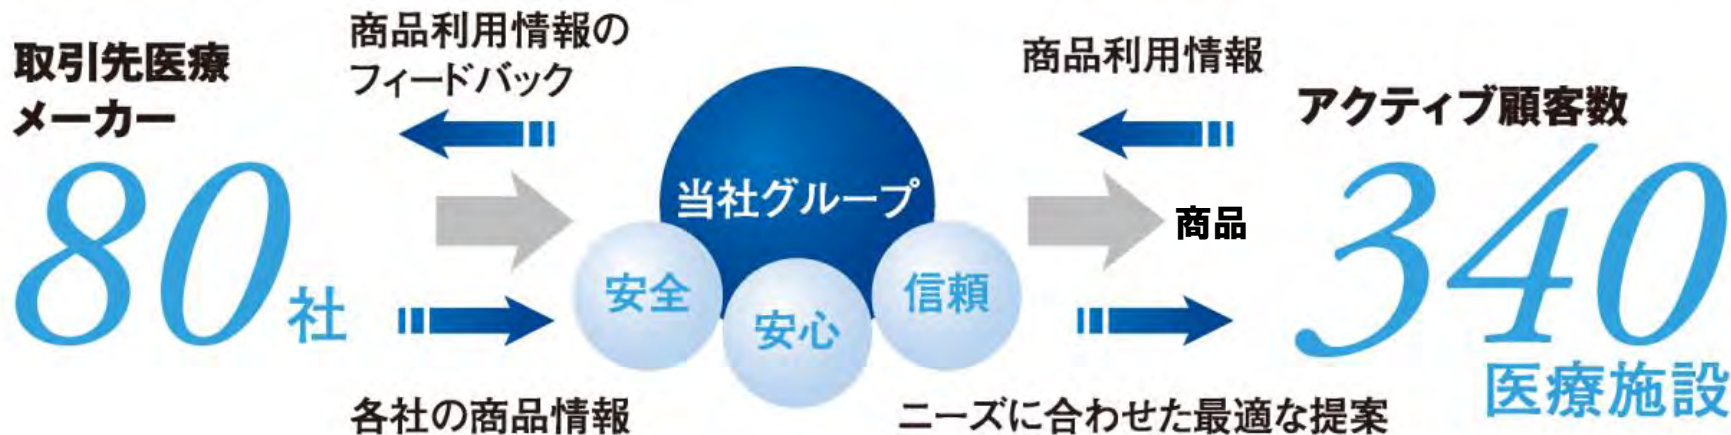 取引先医療
メーカー
80社
商品利用情報の
フィードバック
各社の商品情報
当社グループ
安全
安心
信頼
商品利用情報
商品
ニーズに合わせた最適な提案
アクティブ顧客数
340
医療施設